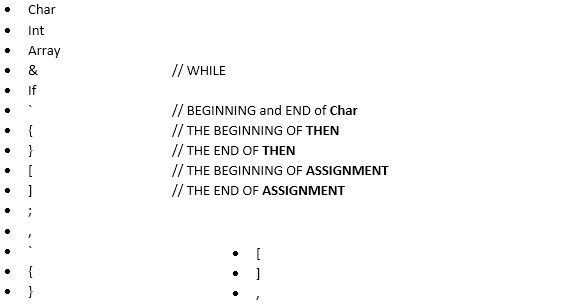 • Char
• Int
• Array
• & // WHILE
• If
• ` // BEGINNING and END of Char
• { // THE BEGINNING OF THEN
• } // THE END OF THEN
• [ // THE BEGINNING OF ASSIGNMENT
• ] // THE END OF ASSIGNMENT
• ;
• ,
• `
• {
• }
• [
• ]
• ,